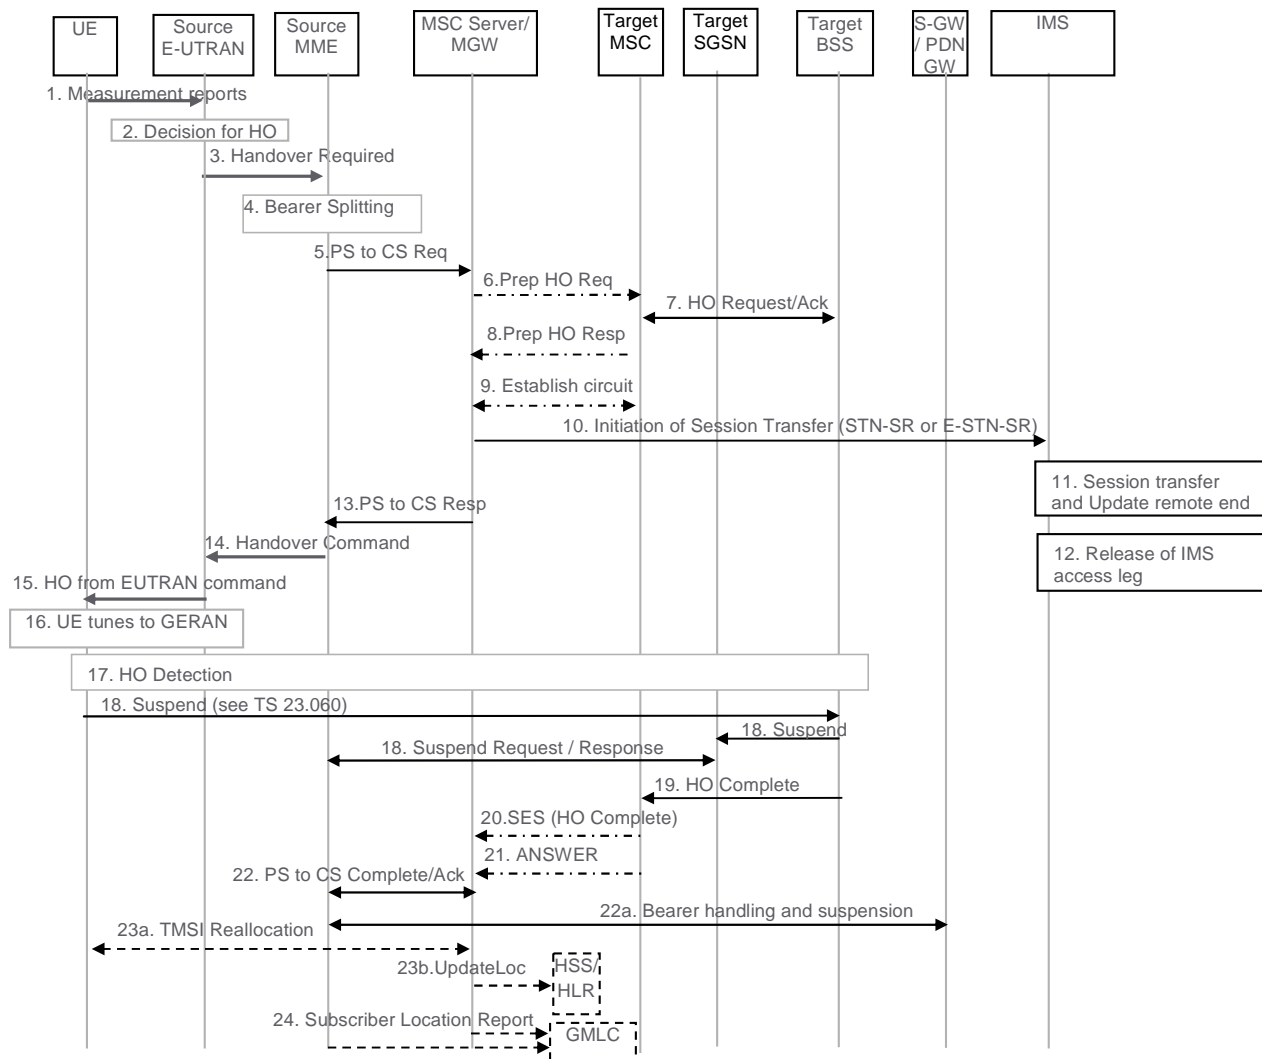 UE
Source
E-UTRAN
Source
MME
MSC Server/
MGW
Target
MSC
Target
SGSN
Target
BSS
S-GW
/ PDN
GW
IMS
1. Measurement reports
2. Decision for HO
3. Handover Required
4. Bearer Splitting
5.PS to CS Req
6.Prep HO Req
7. HO Request/Ack
8.Prep HO Resp
9. Establish circuit
10. Initiation of Session Transfer (STN-SR or E-STN-SR)
11. Session transfer
and Update remote end
13.PS to CS Resp
12. Release of IMS
access leg
14. Handover Command
15. HO from EUTRAN command
16. UE tunes to GERAN
17. HO Detection
18. Suspend (see TS 23.060)
18. Suspend
18. Suspend Request / Response
19. HO Complete
20.SES (HO Complete)
21. ANSWER
22. PS to CS Complete/Ack
22a. Bearer handling and suspension
23a. TMSI Reallocation
23b.UpdateLoc
HSS/
HLR
24. Subscriber Location Report
GMLC